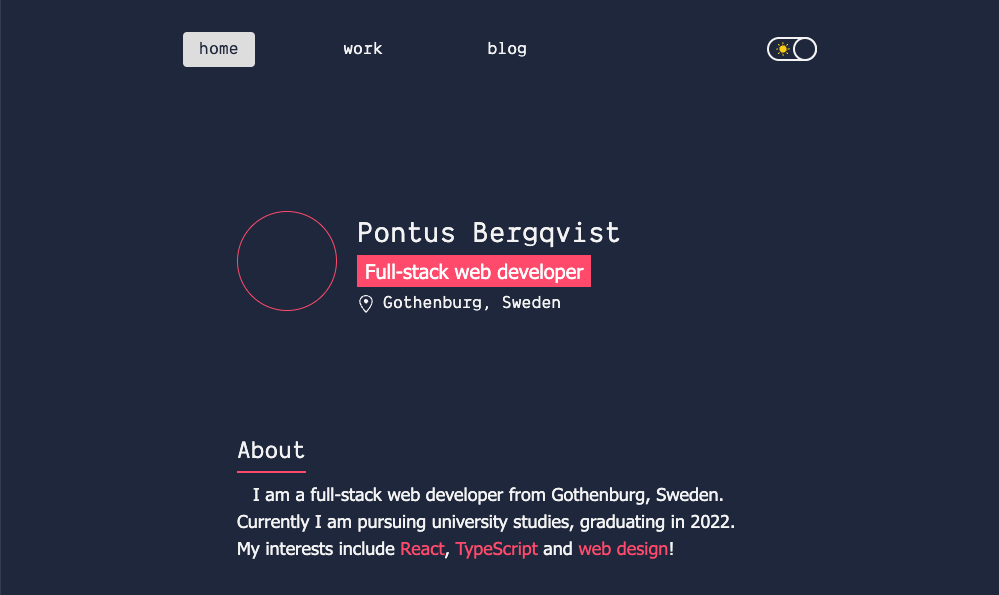 home work blog
Pontus Bergqvist
Full-stack web developer
Gothenburg, Sweden
About
I am a full-stack web developer from Gothenburg, Sweden.
Currently I am pursuing university studies, graduating in 2022.
My interests include React, TypeScript and web design!